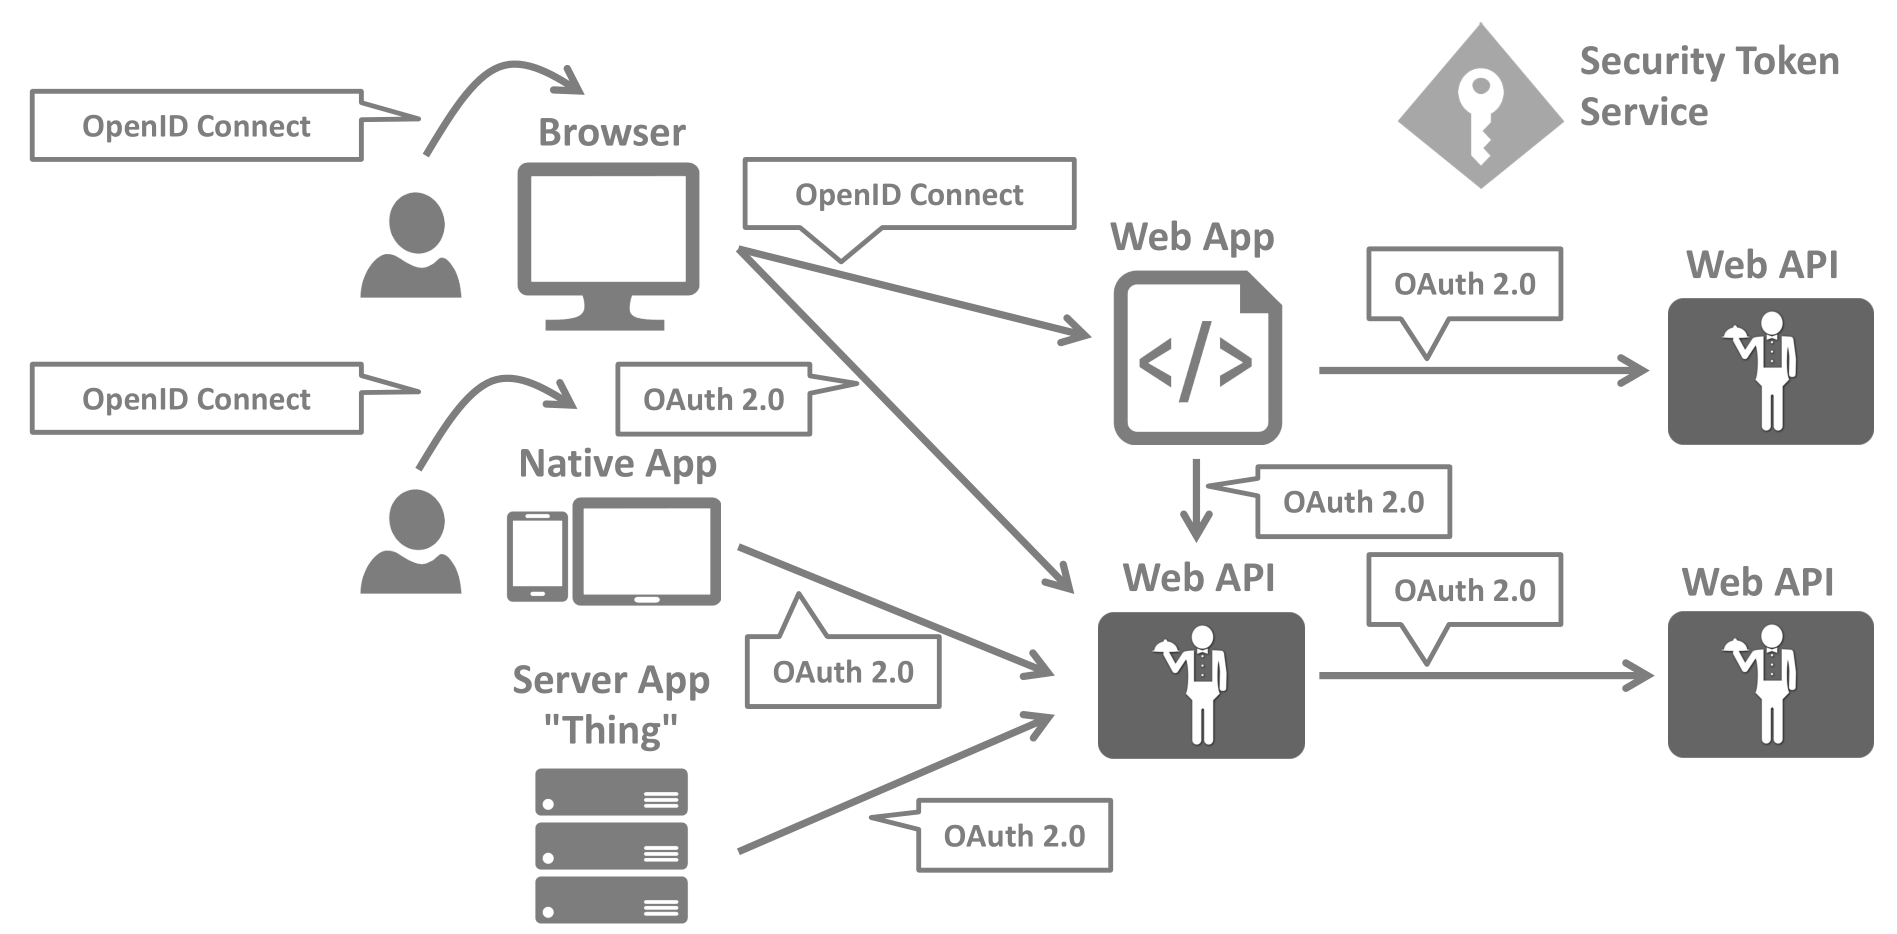 Security Token
Service
OpenID Connect
Browser
OpenID Connect
Web App
OAuth 2.0
Web API
</>
OpenID Connect
OAuth 2.0
Native App
OAuth 2.0
Web API
OAuth 2.0
Web API
OAuth 2.0
Server App
"Thing"
OAuth 2.0